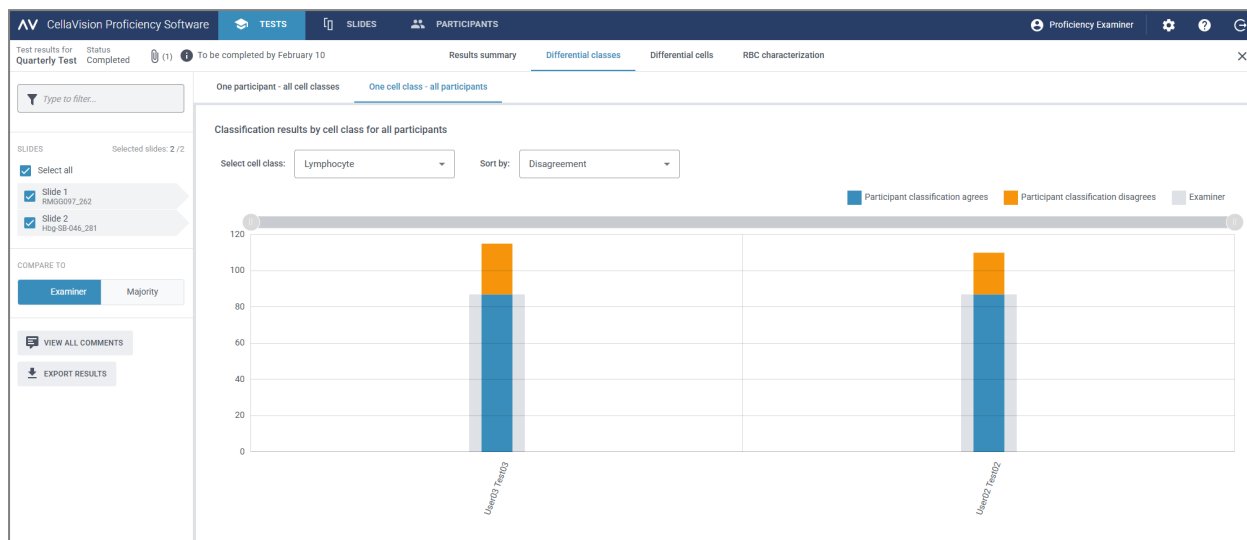 CellaVision Proficiency Software
TESTS
SLIDES
PARTICIPANTS
Proficiency Examiner
Test results for
Quarterly Test
Status
Completed
(1)
To be completed by February 10
Results summary
Differential classes
Differential cells
RBC characterization
Type to filter...
One participant - all cell classes
One cell class - all participants
SLIDES
Selected slides: 2 /2
Select all
Slide 1
RMGG097_262
Slide 2
Hbg-SB-046_281
COMPARE TO
Examiner
Majority
VIEW ALL COMMENTS
EXPORT RESULTS
Classification results by cell class for all participants
Select cell class:
Lymphocyte
Sort by:
Disagreement
Participant classification agrees
Participant classification disagrees
Examiner
120
100
80
60
40
20
0
User03 Test03
User02 Test02